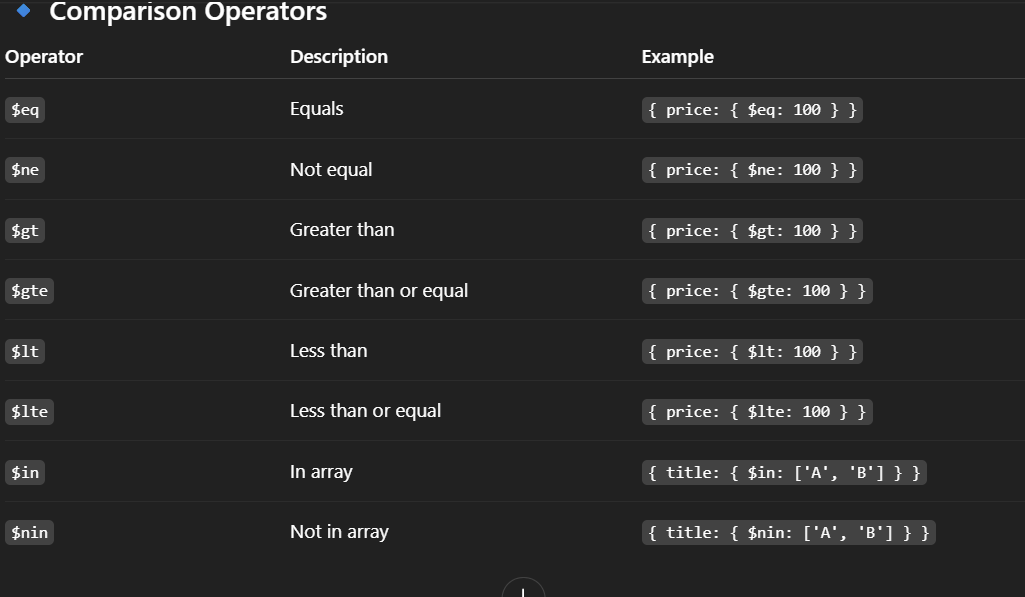 Comparison Operators
Operator Description Example
$eq Equals { price: { $eq: 100 } }
$ne Not equal { price: { $ne: 100 } }
$gt Greater than { price: { $gt: 100 } }
$gte Greater than or equal { price: { $gte: 100 } }
$lt Less than { price: { $lt: 100 } }
$lte Less than or equal { price: { $lte: 100 } }
$in In array { title: { $in: ['A', 'B'] } }
$nin Not in array { title: { $nin: ['A', 'B'] } }